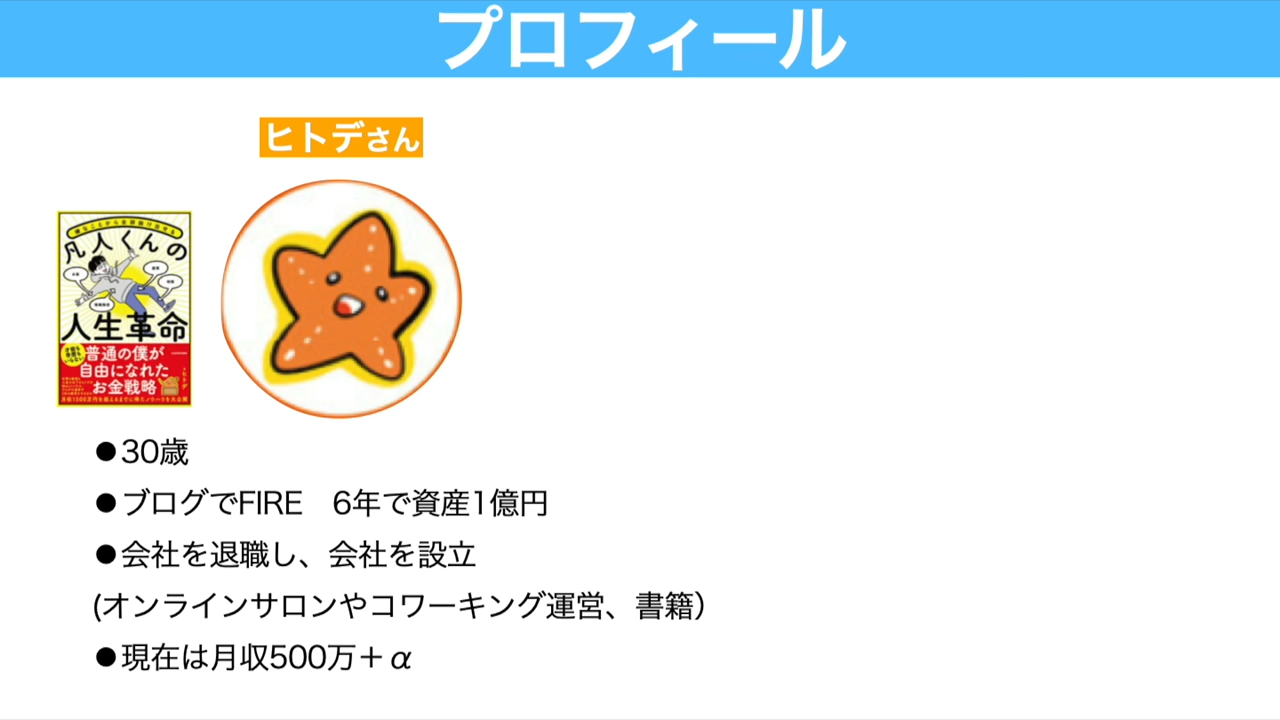 プロフィール
ヒトデさん
凡人くんの
人生革命
普通の僕が
自由になれた
お金戦略
●30歳
●ブログでFIRE　6年で資産1億円
●会社を退職し、会社を設立
(オンラインサロンやコワーキング運営、書籍）
●現在は月収500万＋α